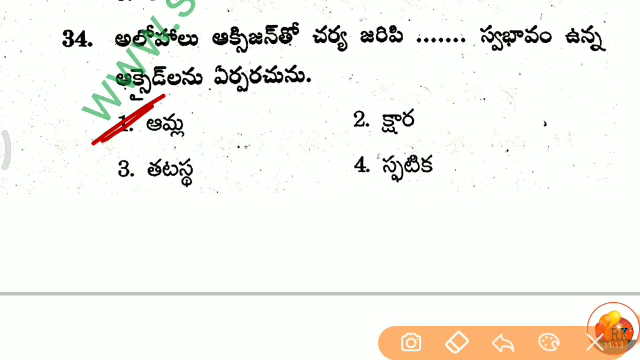 34. అలోహాలు ఆక్సిజన్‌తో చర్య జరిపి ....... స్వభావం ఉన్న
ఆక్సైడ్‌లను ఏర్పరచును.
1. ఆమ్ల
2. క్షార
3. తటస్థ
4. స్ఫటిక
www.s